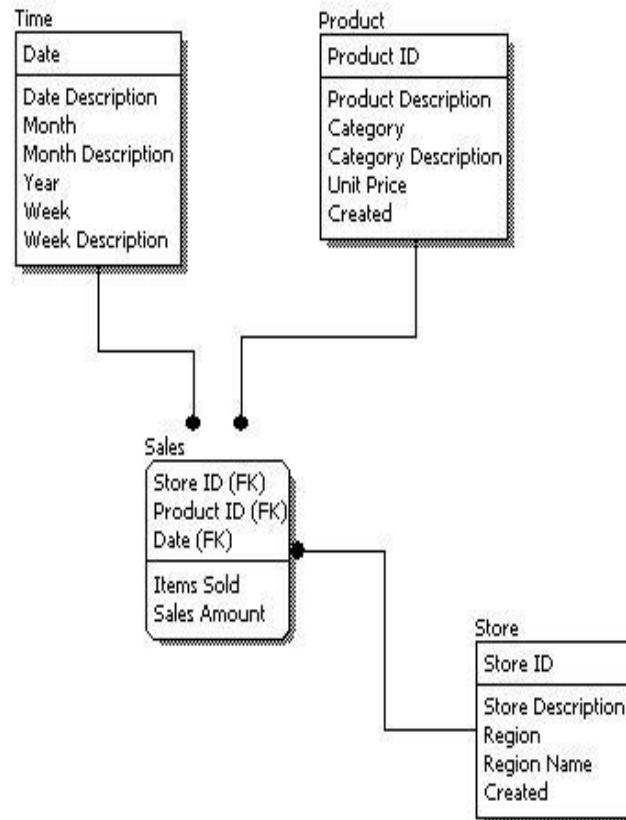 Time
Date
Date Description
Month
Month Description
Year
Week
Week Description
Product
Product ID
Product Description
Category
Category Description
Unit Price
Created
Sales
Store ID (FK)
Product ID (FK)
Date (FK)
Items Sold
Sales Amount
Store
Store ID
Store Description
Region
Region Name
Created